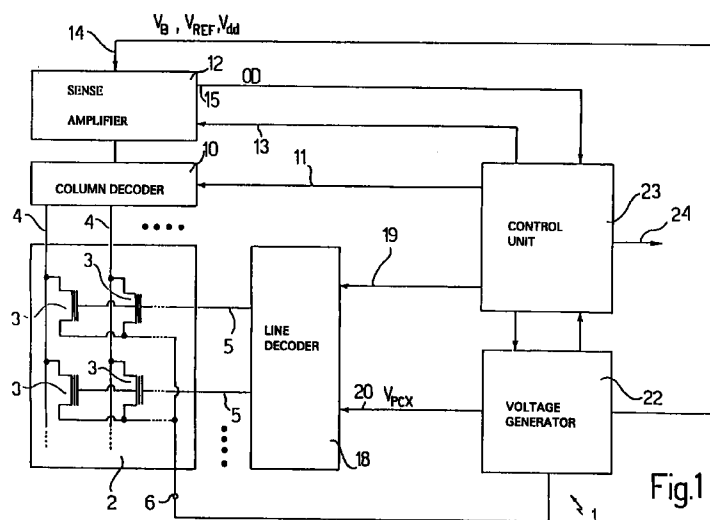 V_B , V_REF, V_dd
14
12
SENSE
AMPLIFIER
OD
15
13
10
COLUMN DECODER
11
CONTROL
UNIT
23
24
4
4
3
3
3
3
5
5
LINE
DECODER
19
20
V_PCX
VOLTAGE
GENERATOR
22
18
2
6
1
Fig.1